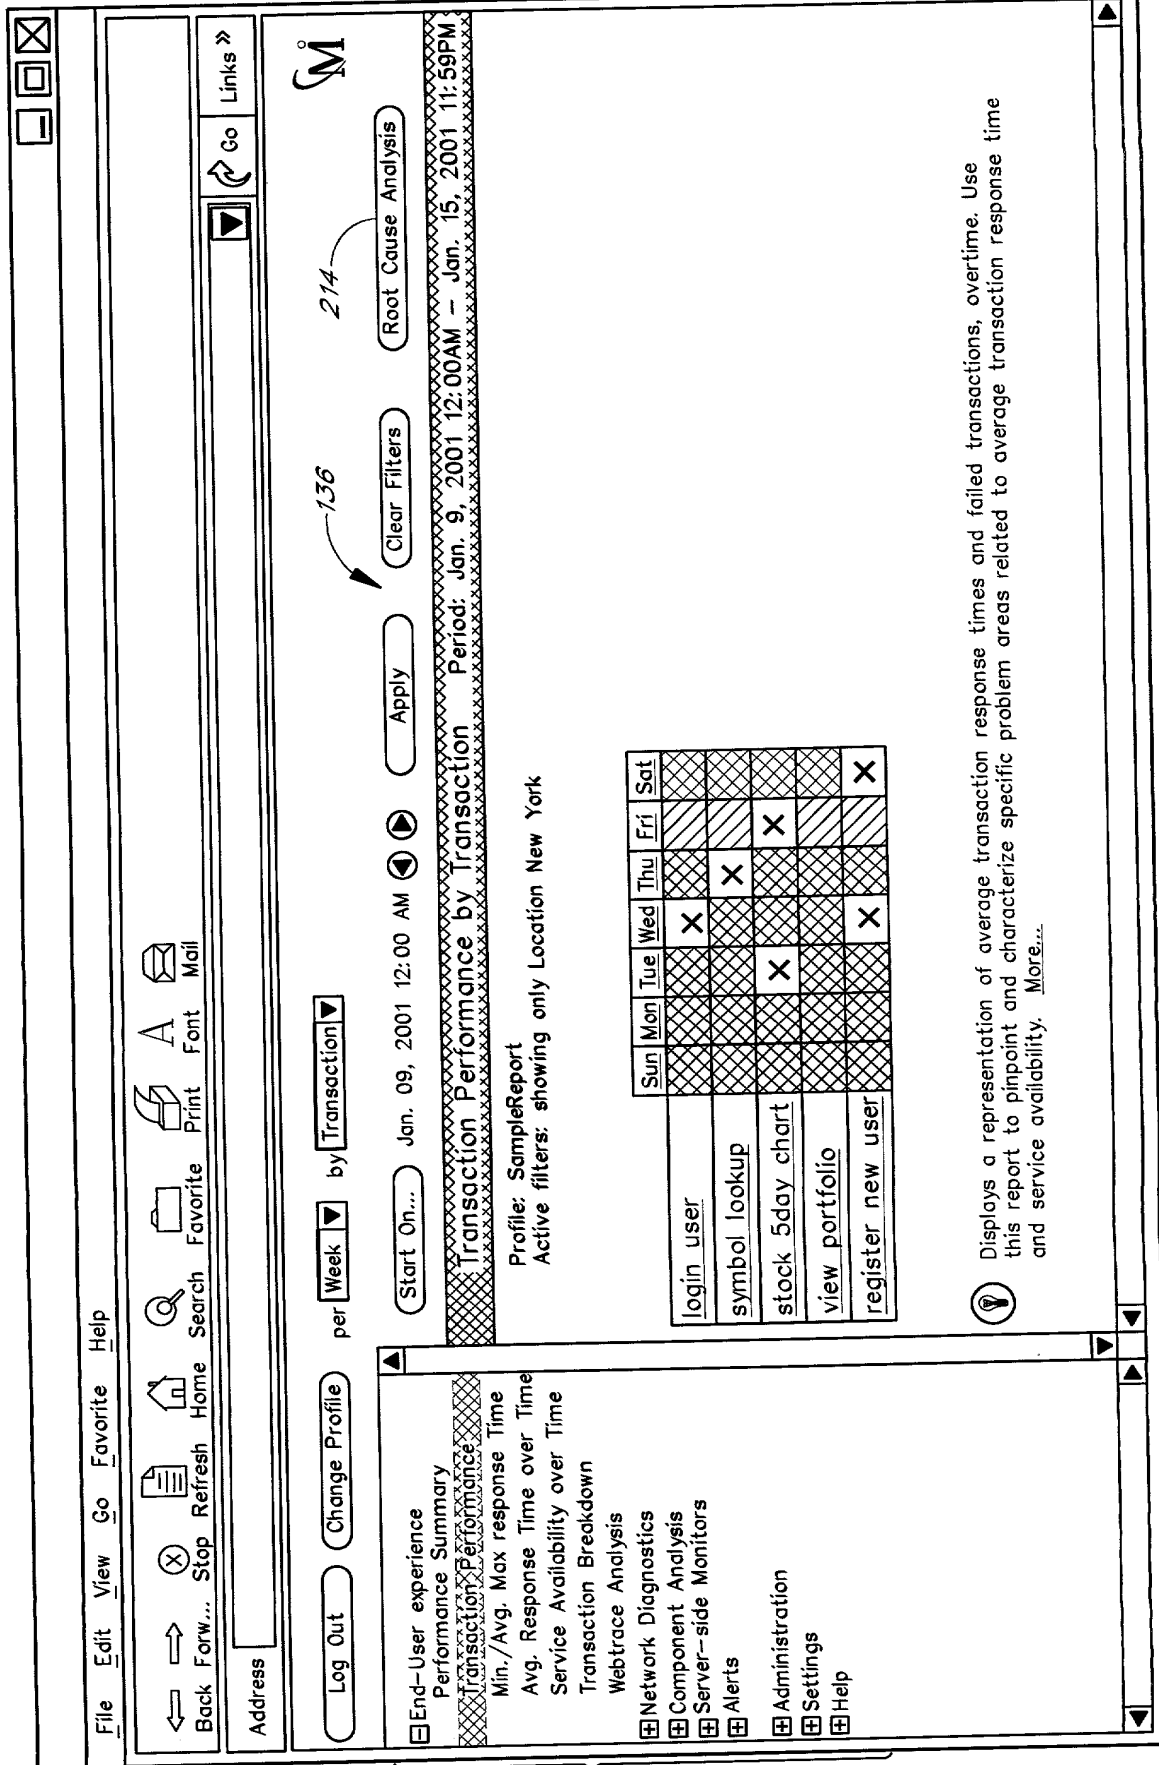 File Edit View Go Favorite Help
Back Forw... Stop Refresh Home Search Favorite Print Font Mail
Address
Go Links »
Log Out Change Profile per Week by Transaction
Start On... Jan. 09, 2001 12:00 AM Apply Clear Filters Root Cause Analysis
136
214
M
Transaction Performance by Transaction Period: Jan. 9, 2001 12:00AM – Jan. 15, 2001 11:59PM
End-User experience
Performance Summary
Transaction Performance
Min./Avg. Max response Time
Avg. Response Time over Time
Service Availability over Time
Transaction Breakdown
Webtrace Analysis
Network Diagnostics
Component Analysis
Server-side Monitors
Alerts
Administration
Settings
Help
Profile: SampleReport
Active filters: showing only Location New York
Sun Mon Tue Wed Thu Fri Sat
login user
symbol lookup
stock 5day chart
view portfolio
register new user
Displays a representation of average transaction response times and failed transactions, overtime. Use
this report to pinpoint and characterize specific problem areas related to average transaction response time
and service availability. More...